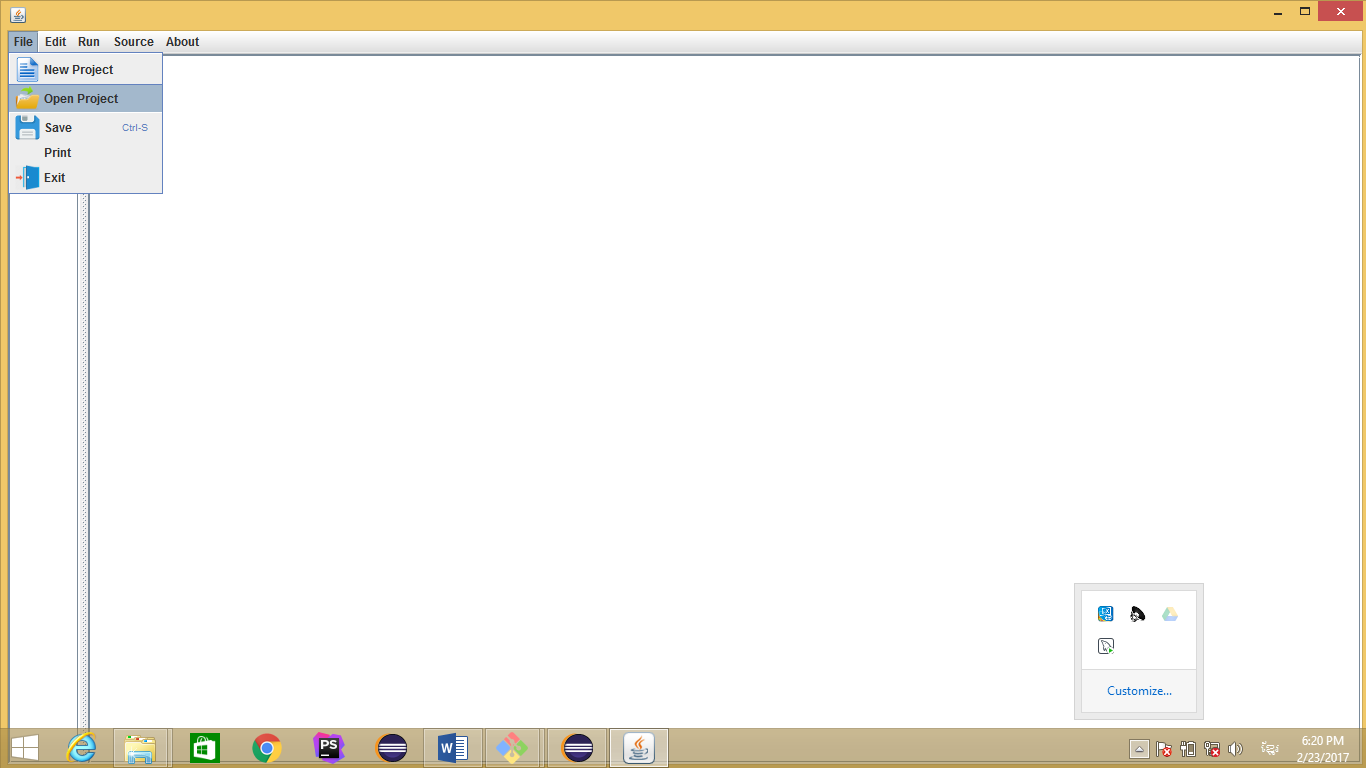 File Edit Run Source About
New Project
Open Project
Save Ctrl-S
Print
Exit
Customize...
PS
W
6:20 PM
2/23/2017